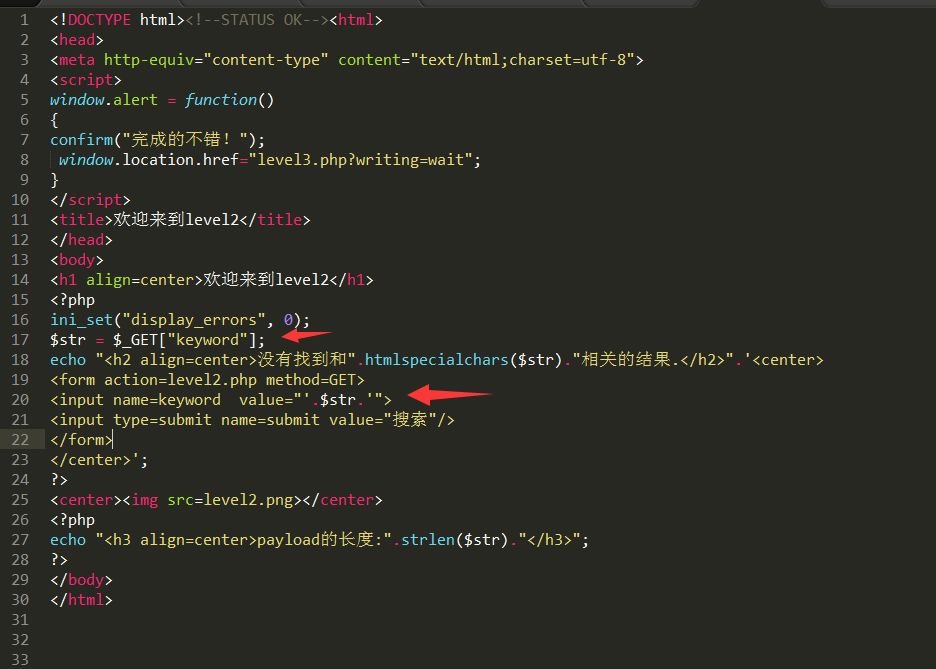 1 <!DOCTYPE html><!--STATUS OK--><html>
2 <head>
3 <meta http-equiv="content-type" content="text/html;charset=utf-8">
4 <script>
5 window.alert = function()
6 {
7 confirm("完成的不错！");
8  window.location.href="level3.php?writing=wait";
9 }
10 </script>
11 <title>欢迎来到level2</title>
12 </head>
13 <body>
14 <h1 align=center>欢迎来到level2</h1>
15 <?php
16 ini_set("display_errors", 0);
17 $str = $_GET["keyword"];
18 echo "<h2 align=center>没有找到和".htmlspecialchars($str)."相关的结果.</h2>".'<center>
19 <form action=level2.php method=GET>
20 <input name=keyword  value="'.$str.'">
21 <input type=submit name=submit value="搜索"/>
22 </form>
23 </center>';
24 ?>
25 <center><img src=level2.png></center>
26 <?php
27 echo "<h3 align=center>payload的长度:".strlen($str)."</h3>";
28 ?>
29 </body>
30 </html>
31
32
33